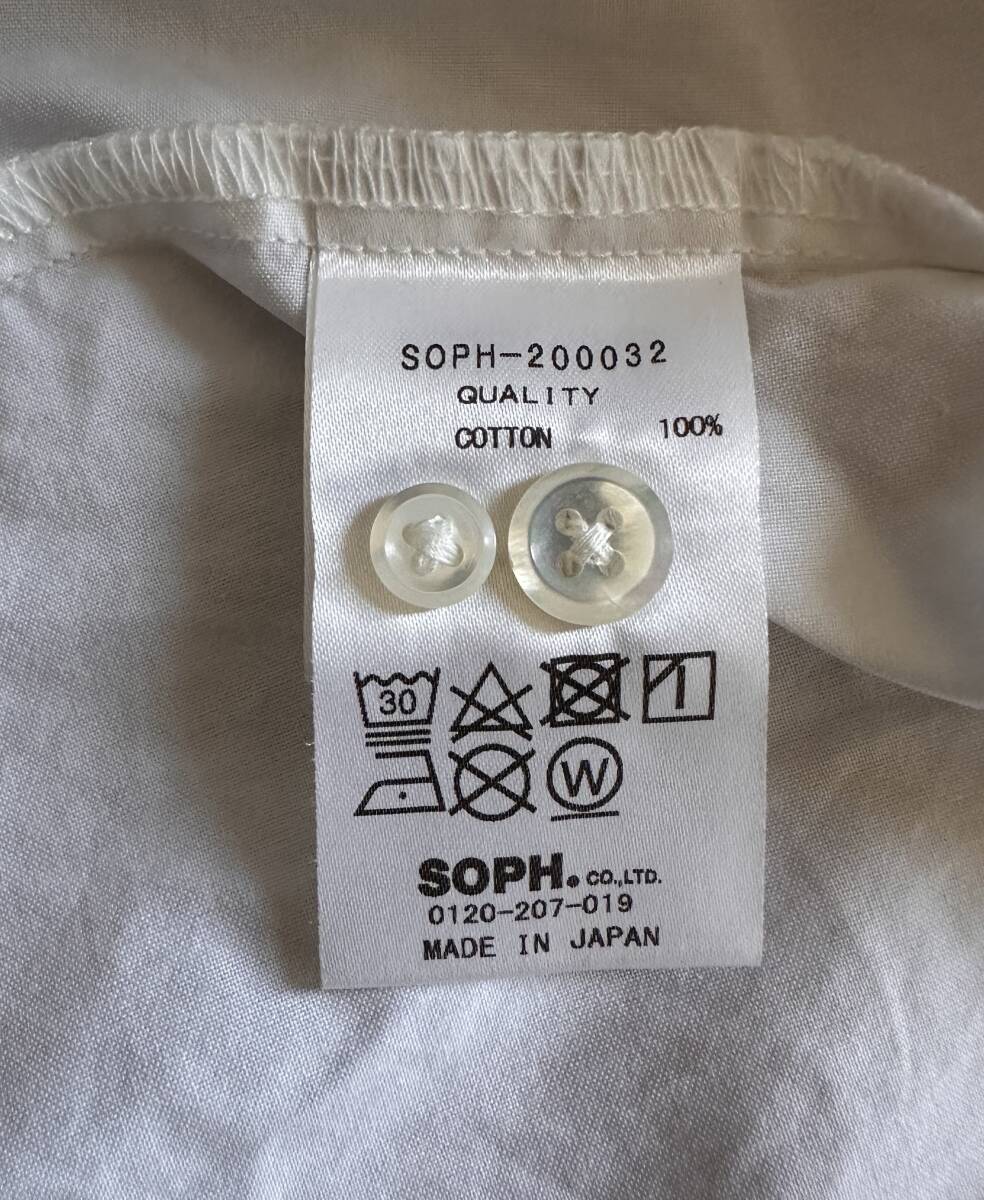 SOPH-200032
QUALITY
COTTON 100%
30
W
SOPH. CO.,LTD.
0120-207-019
MADE IN JAPAN